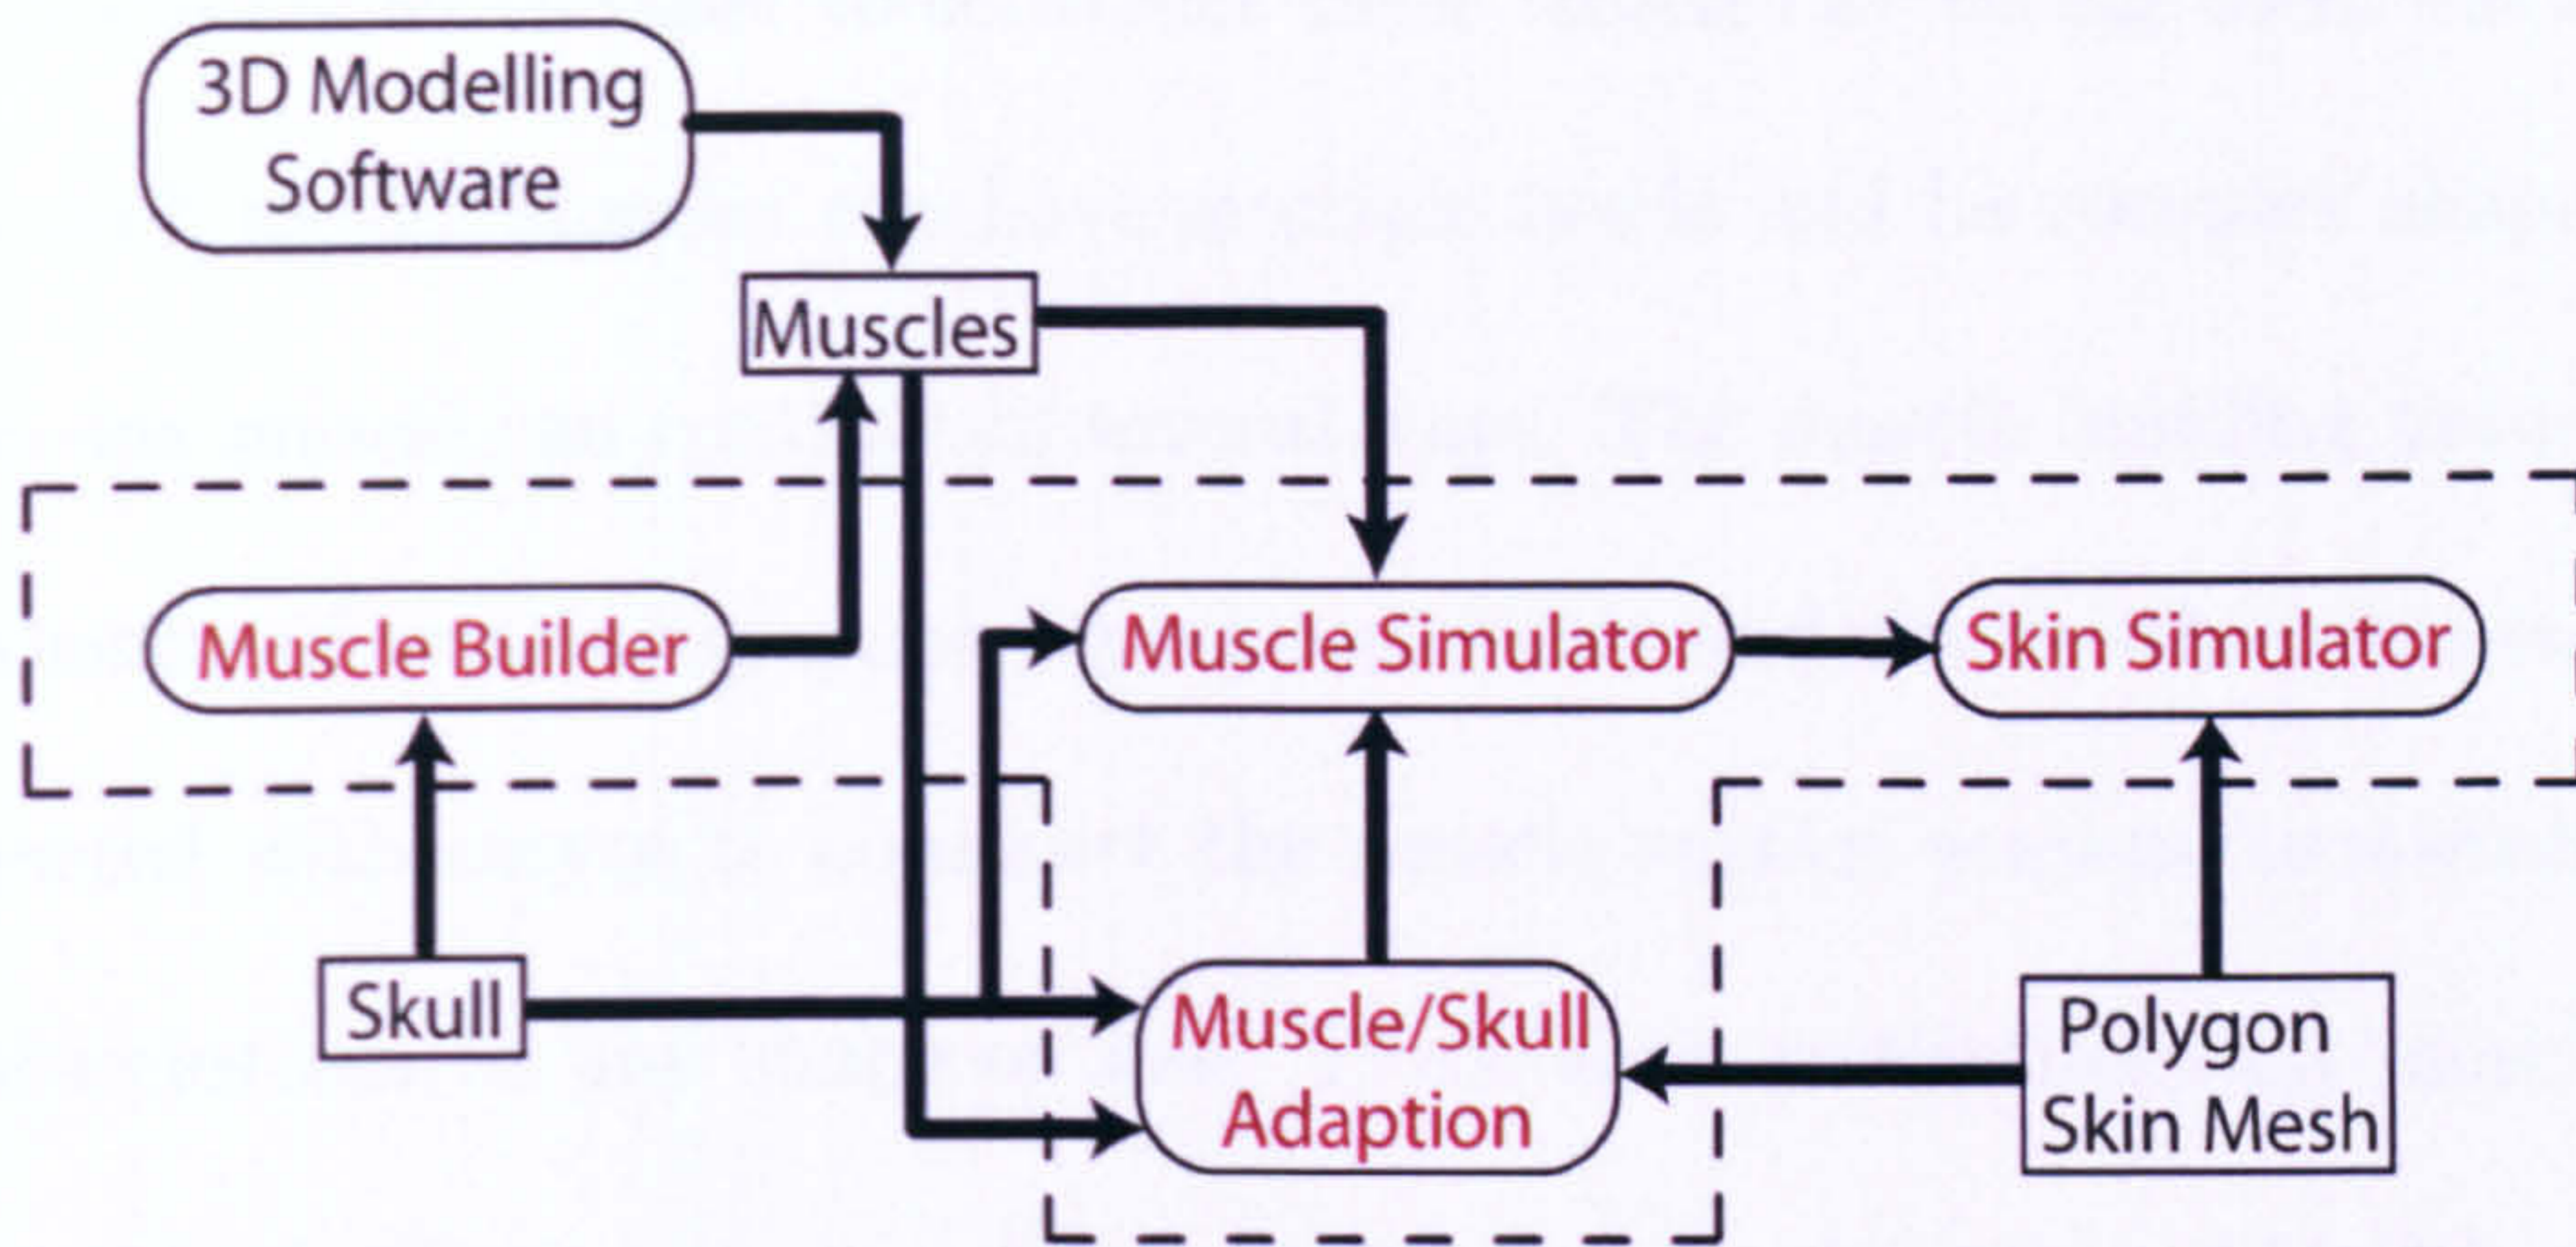 3D Modelling
Software
Muscles
Muscle Builder
Muscle Simulator
Skin Simulator
Skull
Muscle/Skull
Adaption
Polygon
Skin Mesh